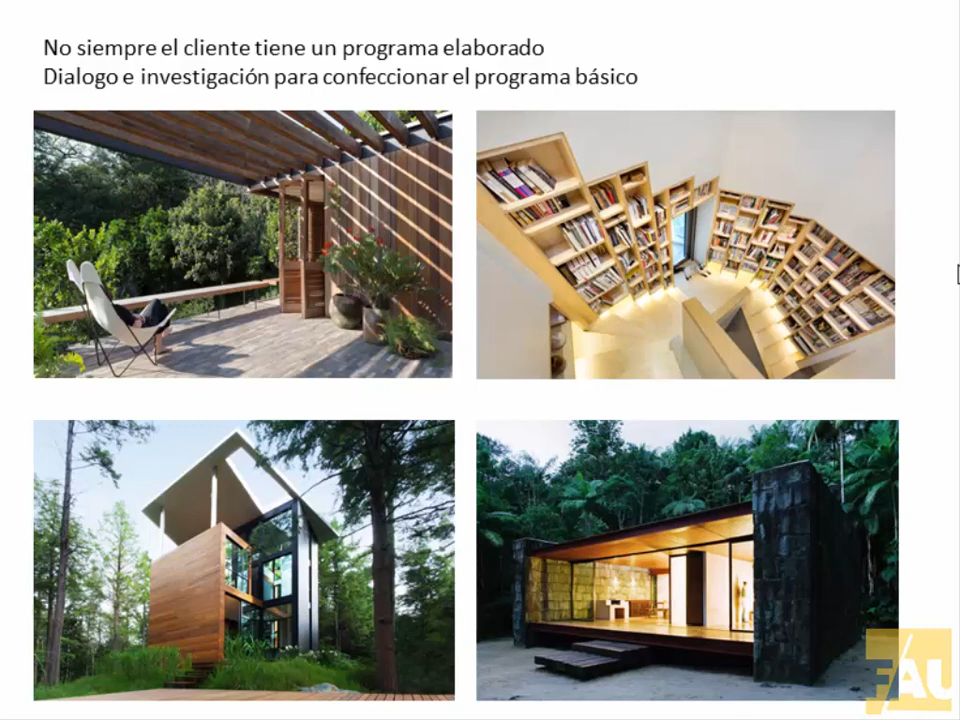 No siempre el cliente tiene un programa elaborado
Dialogo e investigación para confeccionar el programa básico
FAU